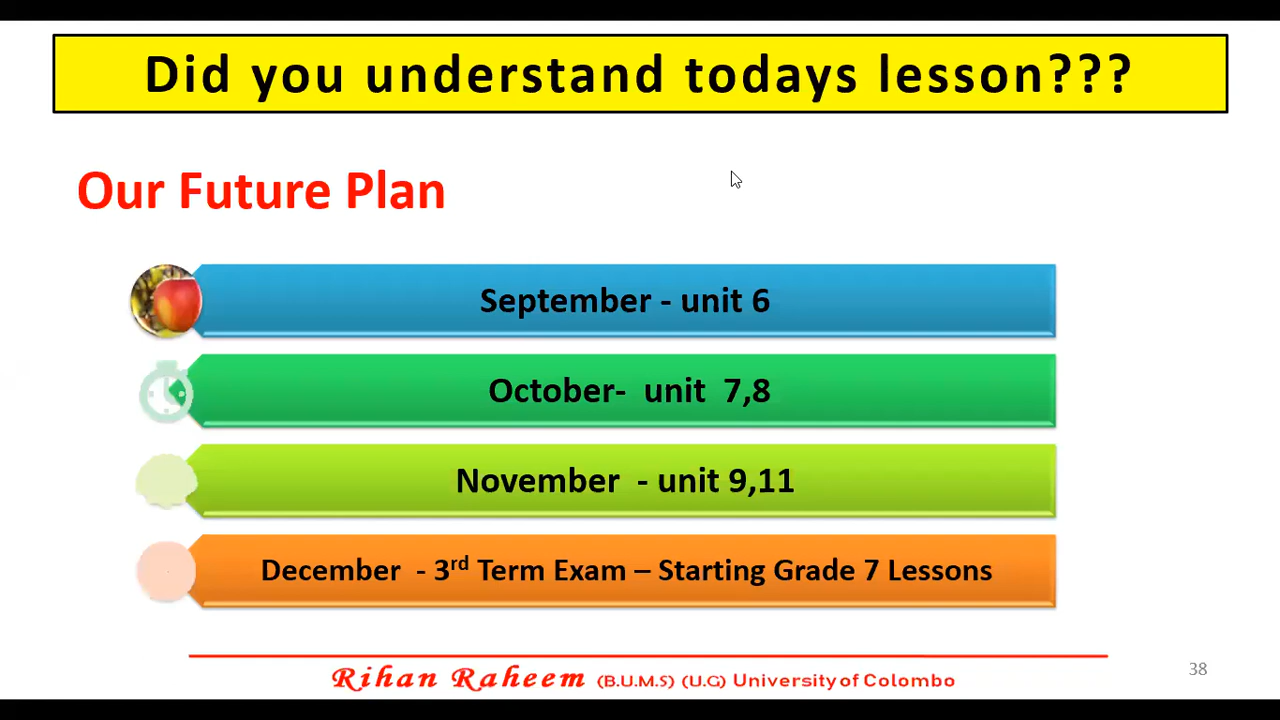 Did you understand todays lesson???
Our Future Plan
September - unit 6
October-  unit  7,8
November  - unit 9,11
December  - 3rd Term Exam – Starting Grade 7 Lessons
Rihan Raheem (B.U.M.S) (U.G) University of Colombo
38